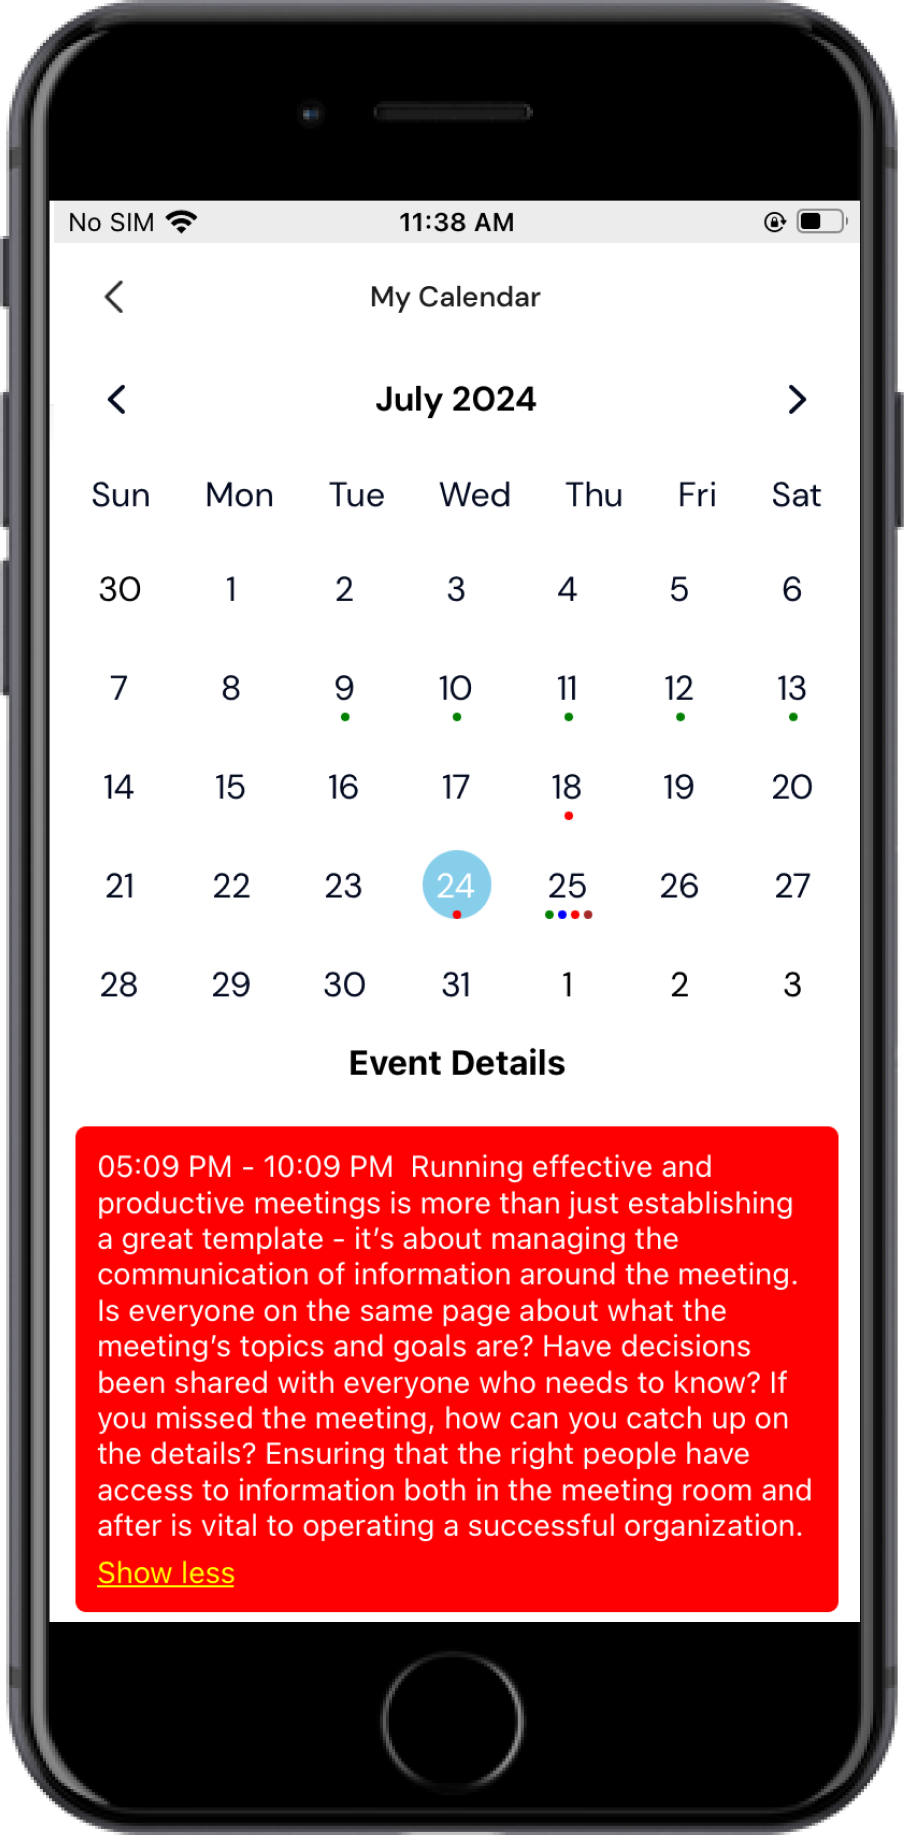 No SIM 11:38 AM
My Calendar
July 2024
Sun Mon Tue Wed Thu Fri Sat
30 1 2 3 4 5 6
7 8 9 10 11 12 13
14 15 16 17 18 19 20
21 22 23 24 25 26 27
28 29 30 31 1 2 3
Event Details
05:09 PM - 10:09 PM Running effective and
productive meetings is more than just establishing
a great template - it’s about managing the
communication of information around the meeting.
Is everyone on the same page about what the
meeting’s topics and goals are? Have decisions
been shared with everyone who needs to know? If
you missed the meeting, how can you catch up on
the details? Ensuring that the right people have
access to information both in the meeting room and
after is vital to operating a successful organization.
Show less